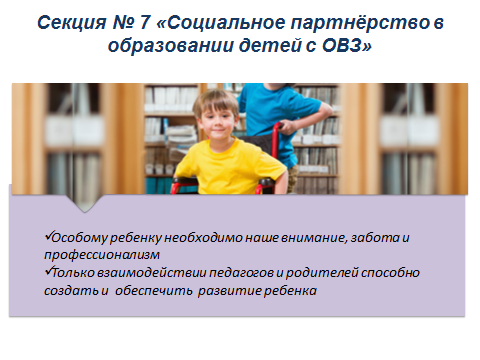 Секция № 7 «Социальное партнёрство в
образовании детей с ОВЗ»
✓Особому ребенку необходимо наше внимание, забота и
профессионализм
✓Только взаимодействии педагогов и родителей способно
создать и обеспечить развитие ребенка